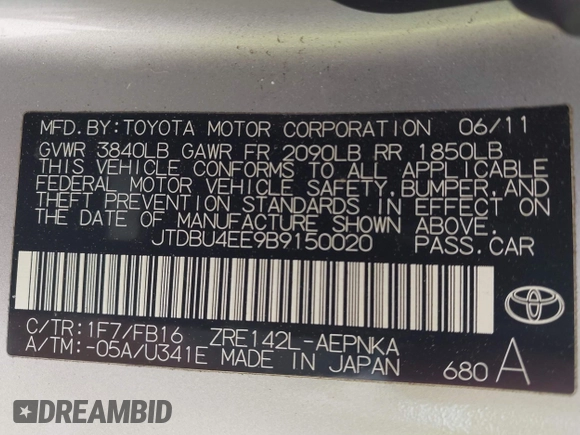 MFD.BY:TOYOTA MOTOR CORPORATION 06/11
GVWR 3840LB GAWR FR 2090LB RR 1850LB
THIS VEHICLE CONFORMS TO ALL APPLICABLE
FEDERAL MOTOR VEHICLE SAFETY,BUMPER,AND
THEFT PREVENTION STANDARDS IN EFFECT ON
THE DATE OF MANUFACTURE SHOWN ABOVE.
JTDBU4EE9B9150020 PASS.CAR
C/TR:1F7/FB16 ZRE142L-AEPNKA
A/TM:-05A/U341E MADE IN JAPAN 680 A
DREAMBID